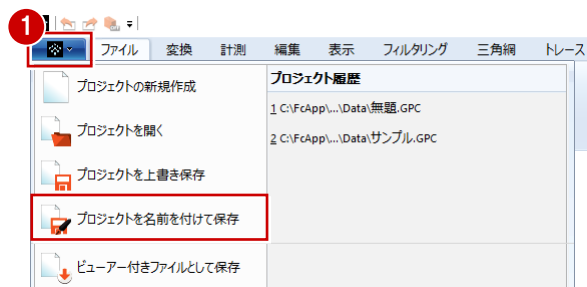 1
ファイル 変換 計測 編集 表示 フィルタリング 三角網 トレース
プロジェクトの新規作成
プロジェクトを開く
プロジェクトを上書き保存
プロジェクトを名前を付けて保存
ビューアー付きファイルとして保存
プロジェクト履歴
1 C:\FcApp\...\Data\無題.GPC
2 C:\FcApp\...\Data\サンプル.GPC